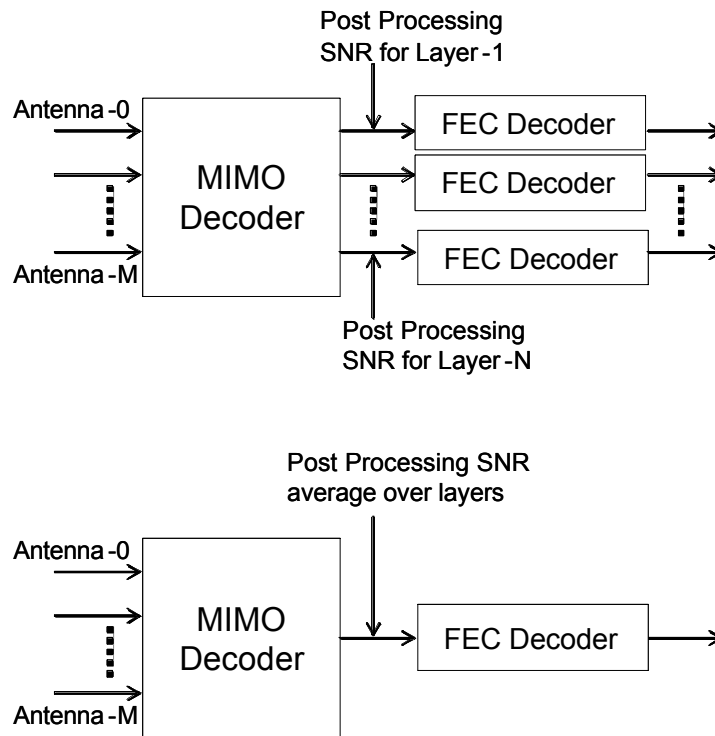 Post Processing
SNR for Layer-1
Antenna-0
FEC Decoder
MIMO
Decoder
FEC Decoder
FEC Decoder
Antenna-M
Post Processing
SNR for Layer-N
Post Processing SNR
average over layers
Antenna-0
MIMO
Decoder
FEC Decoder
Antenna-M